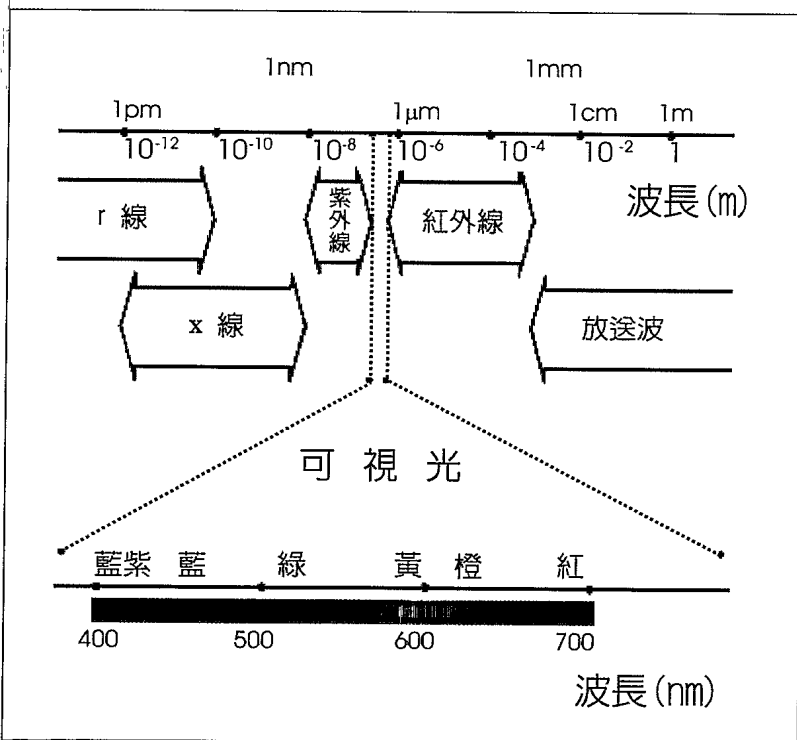 1nm 1mm
1pm 1μm 1cm 1m
10-12 10-10 10-8 10-6 10-4 10-2 1
波長(m)
r 線 紫外線 紅外線
x 線 放送波
可視光
藍紫 藍 綠 黃 橙 紅
400 500 600 700
波長(nm)